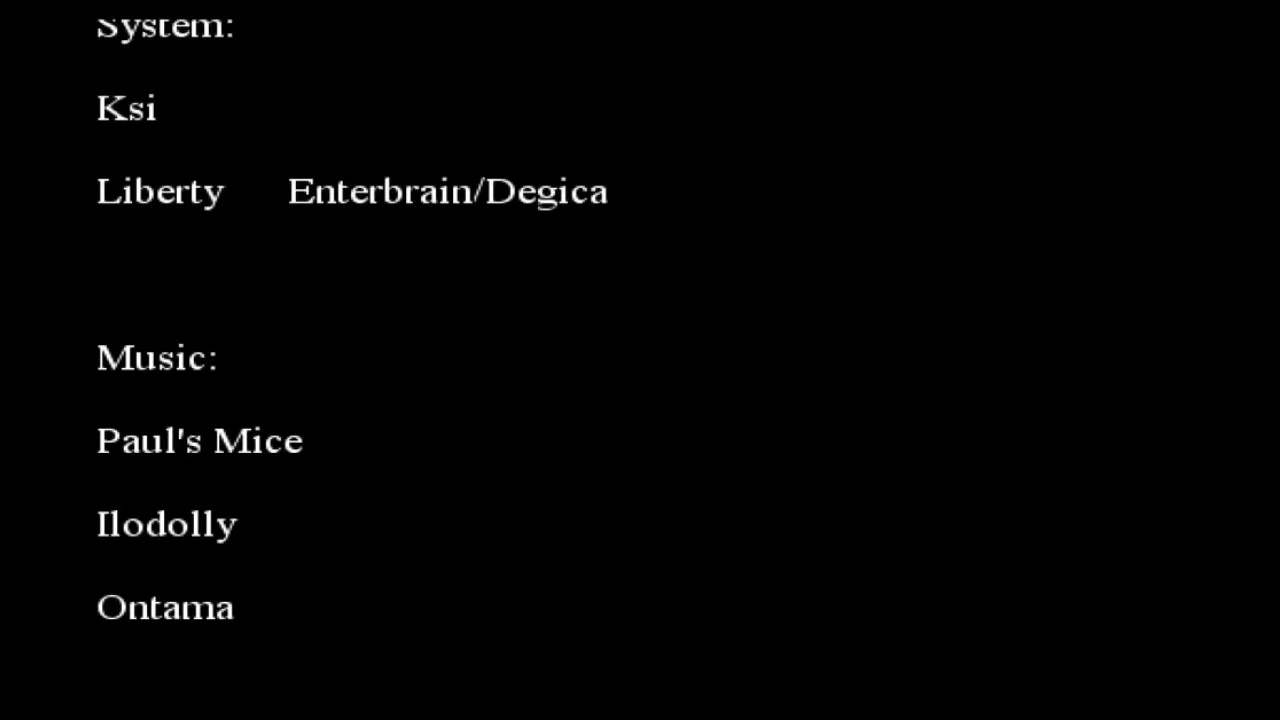 System:
Ksi
Liberty Enterbrain/Degica
Music:
Paul's Mice
Ilodolly
Ontama